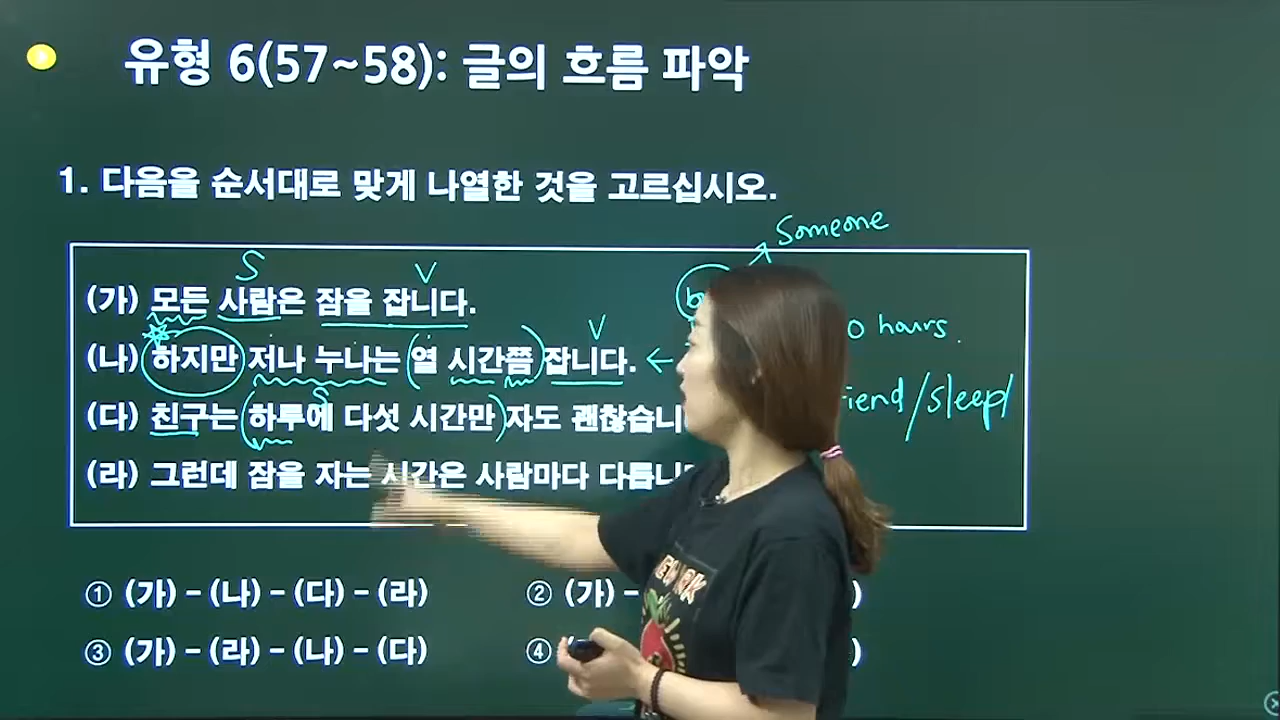 유형 6(57~58): 글의 흐름 파악
1. 다음을 순서대로 맞게 나열한 것을 고르십시오.
Someone
S V
(가) 모든 사람은 잠을 잡니다.
V
0 hours.
(나) 하지만 저나 누나는 열 시간쯤 잡니다. ←
S
iend/sleep/
(다) 친구는 하루에 다섯 시간만 자도 괜찮습니
(라) 그런데 잠을 자는 시간은 사람마다 다릅니
① (가) – (나) – (다) – (라)
② (가) –
③ (가) – (라) – (나) – (다)
④